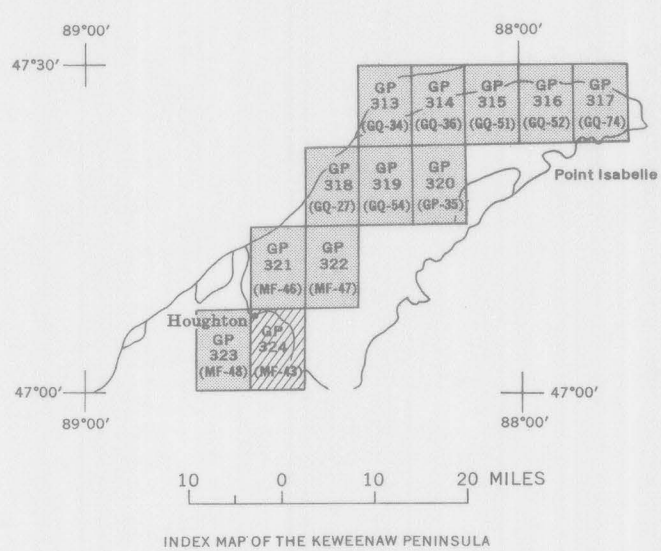 89°00'
88°00'
47°30'
GP 313 (GQ-34)
GP 314 (GQ-36)
GP 315 (GQ-51)
GP 316 (GQ-52)
GP 317 (GQ-74)
Point Isabelle
GP 318 (GQ-27)
GP 319 (GQ-54)
GP 320 (GP-35)
GP 321 (MF-46)
GP 322 (MF-47)
Houghton
GP 323 (MF-48)
GP 324 (MF-43)
47°00'
47°00'
89°00'
88°00'
10 0 10 20 MILES
INDEX MAP OF THE KEWEENAW PENINSULA